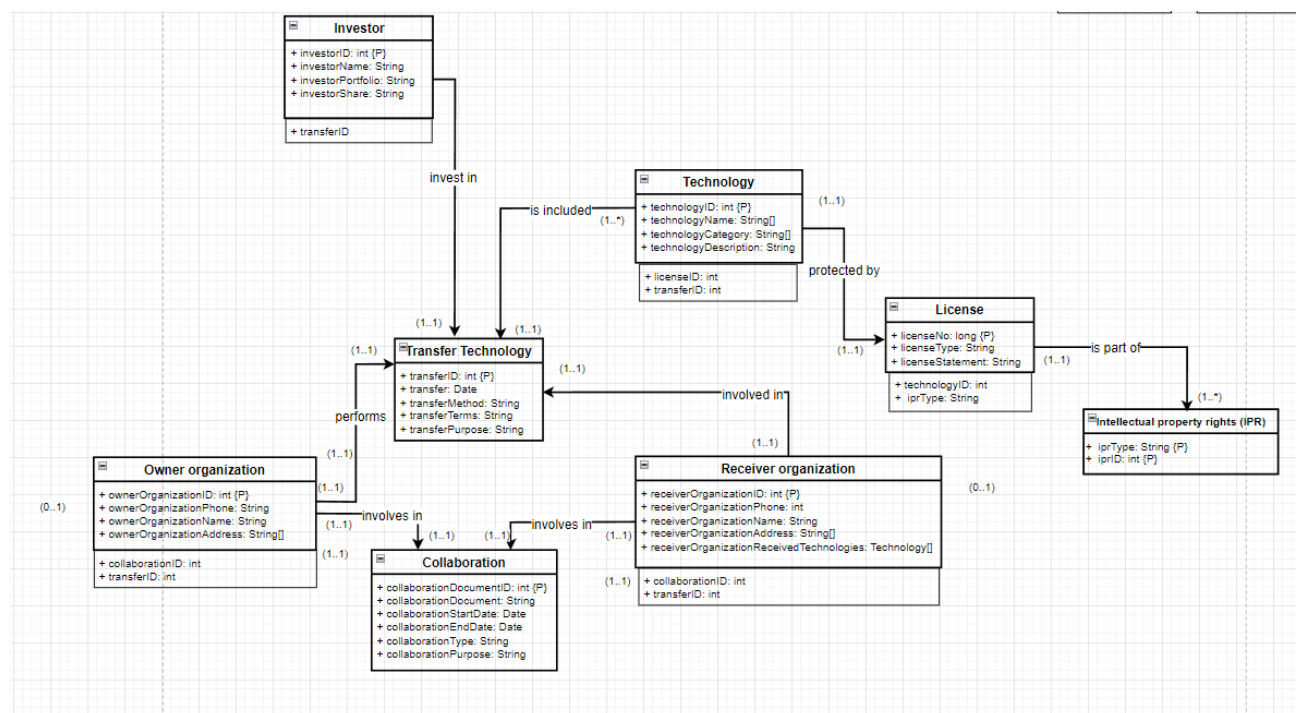 Investor
+ investorID: int {P}
+ investorName: String
+ investorPortfolio: String
+ investorShare: String
+ transferID
invest in
Technology
+ technologyID: int {P}
+ technologyName: String[]
+ technologyCategory: String[]
+ technologyDescription: String
+ licenseID: int
+ transferID: int
(1..1)
is included
(1..*)
protected by
License
+ licenseNo: long {P}
+ licenseType: String
+ licenseStatement: String
+ technologyID: int
+ iprType: String
(1..1)
(1..1)
is part of
(1..*)
Intellectual property rights (IPR)
+ iprType: String {P}
+ iprID: int {P}
(1..1)
(1..1)
(1..1)
Transfer Technology
+ transferID: int {P}
+ transfer: Date
+ transferMethod: String
+ transferTerms: String
+ transferPurpose: String
(1..1)
involved in
performs
(1..1)
(1..1)
Owner organization
+ ownerOrganizationID: int {P}
+ ownerOrganizationPhone: String
+ ownerOrganizationName: String
+ ownerOrganizationAddress: String[]
+ collaborationID: int
+ transferID: int
(0..1)
(1..1)
(1..1)
involves in
(1..1)
(1..1)
(1..1)
involves in
(1..1)
Receiver organization
+ receiverOrganizationID: int {P}
+ receiverOrganizationPhone: int
+ receiverOrganizationName: String
+ receiverOrganizationAddress: String[]
+ receiverOrganizationReceivedTechnologies: Technology[]
+ collaborationID: int
+ transferID: int
(0..1)
(1..1)
Collaboration
+ collaborationDocumentID: int {P}
+ collaborationDocument: String
+ collaborationStartDate: Date
+ collaborationEndDate: Date
+ collaborationType: String
+ collaborationPurpose: String